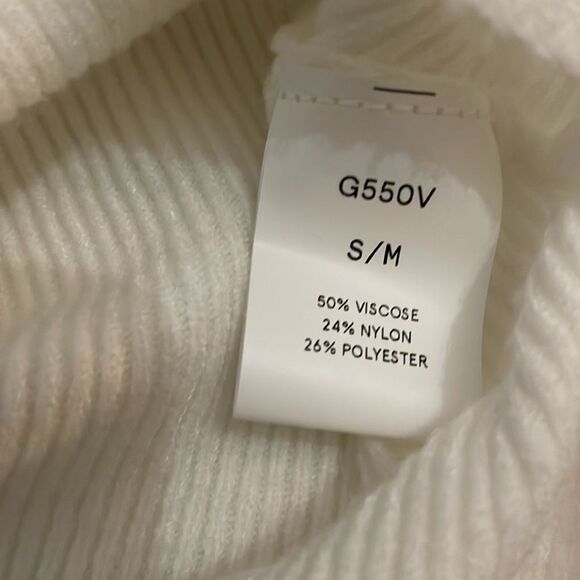 G550V
S/M
50% VISCOSE
24% NYLON
26% POLYESTER